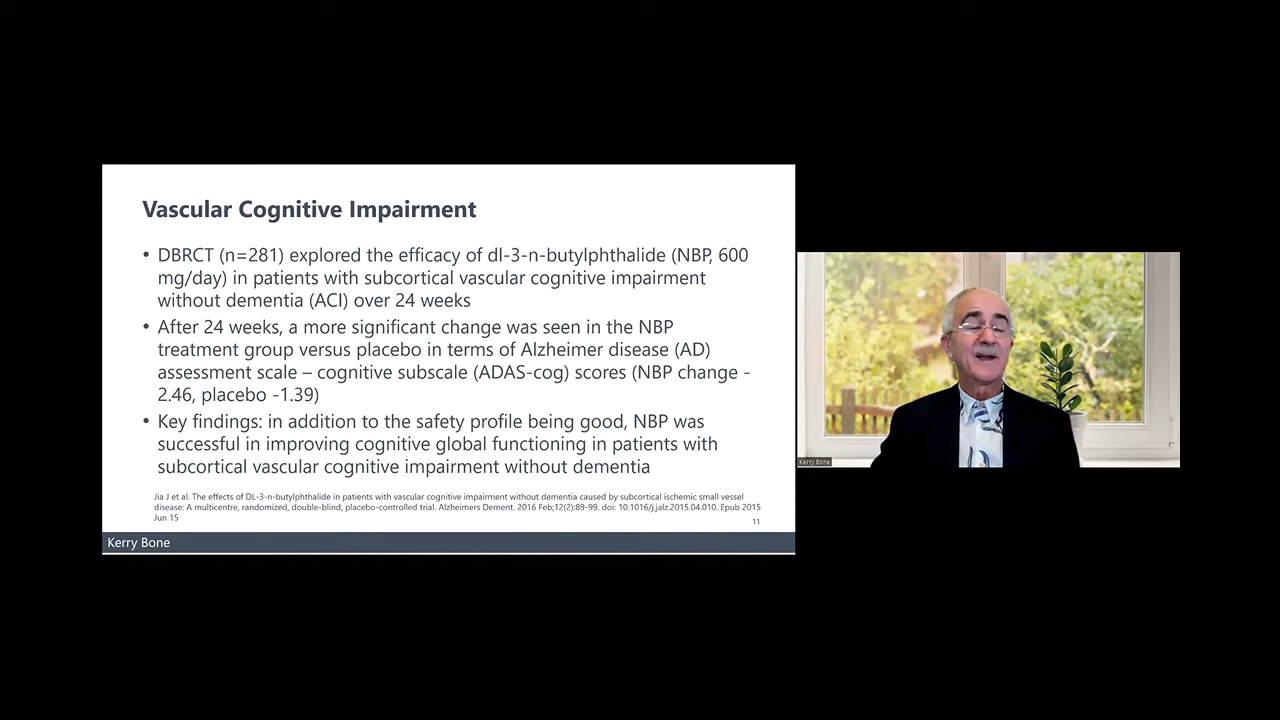 Vascular Cognitive Impairment
• DBRCT (n=281) explored the efficacy of dl-3-n-butylphthalide (NBP, 600
mg/day) in patients with subcortical vascular cognitive impairment
without dementia (ACI) over 24 weeks
• After 24 weeks, a more significant change was seen in the NBP
treatment group versus placebo in terms of Alzheimer disease (AD)
assessment scale – cognitive subscale (ADAS-cog) scores (NBP change -
2.46, placebo -1.39)
• Key findings: in addition to the safety profile being good, NBP was
successful in improving cognitive global functioning in patients with
subcortical vascular cognitive impairment without dementia
Jia J et al. The effects of DL-3-n-butylphthalide in patients with vascular cognitive impairment without dementia caused by subcortical ischemic small vessel
disease: A multicentre, randomized, double-blind, placebo-controlled trial. Alzheimers Dement. 2016 Feb;12(2):89-99. doi: 10.1016/j.jalz.2015.04.010. Epub 2015
Jun 15
11
Kerry Bone
Kerry Bone